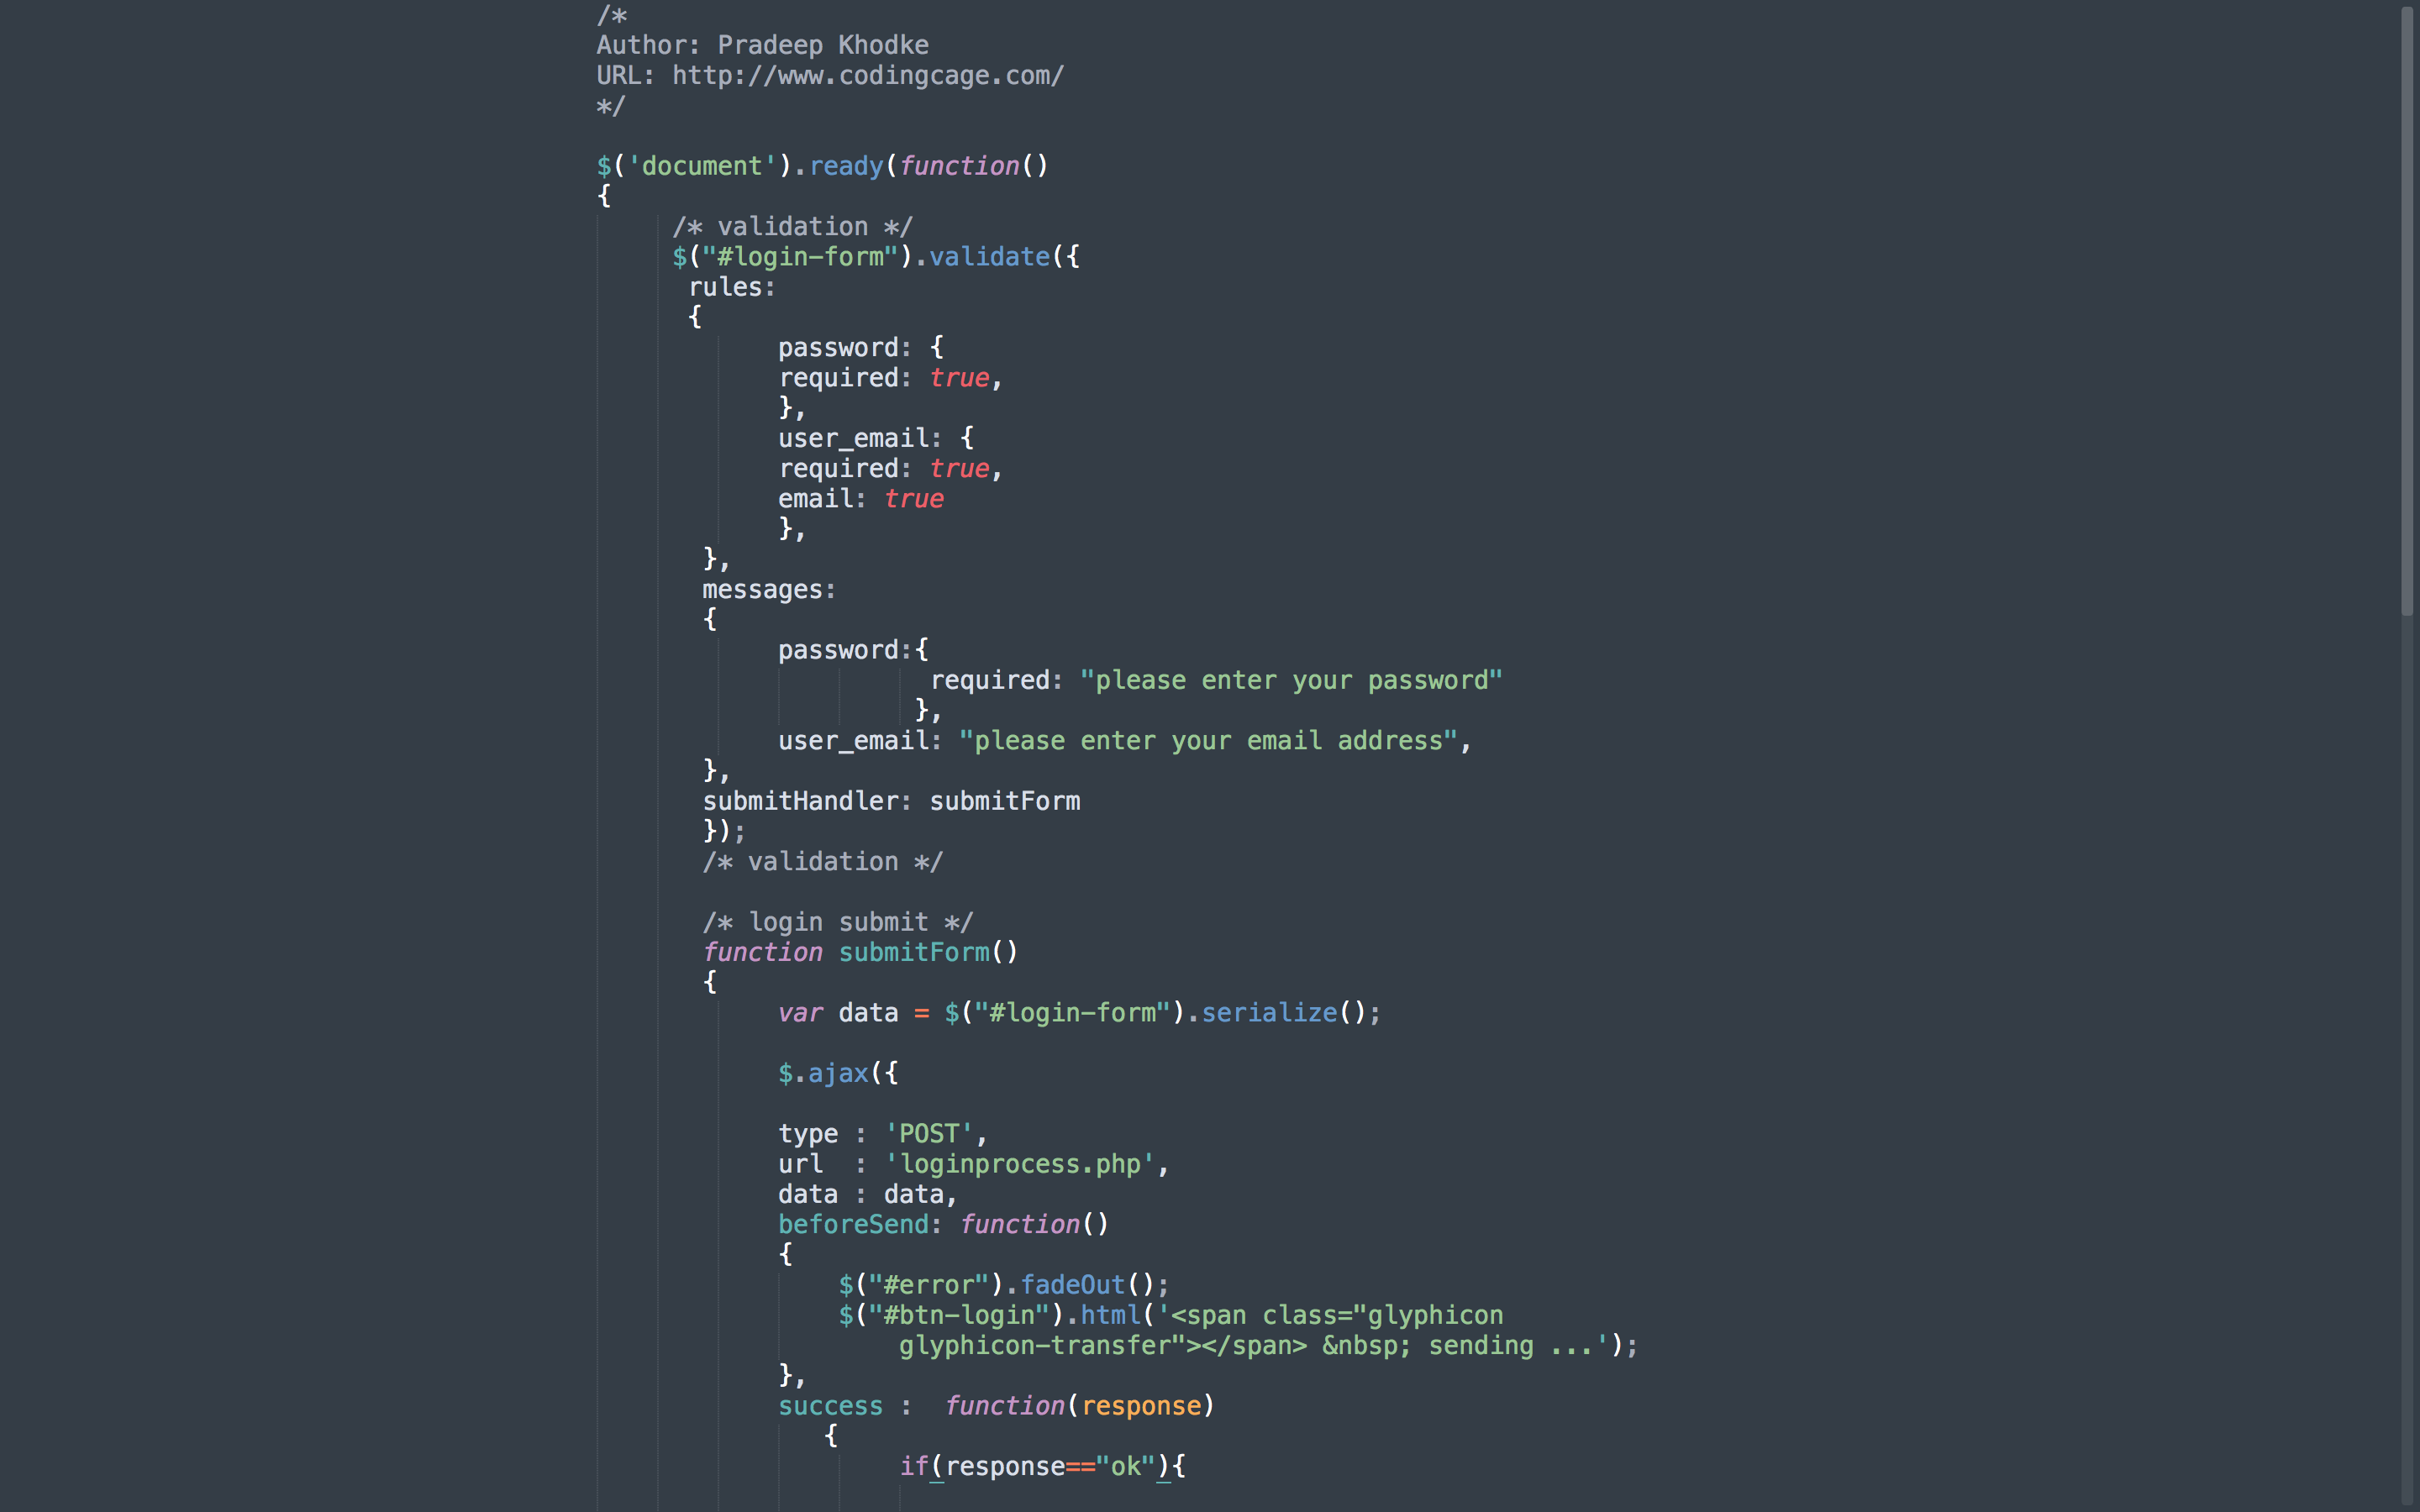 /*
Author: Pradeep Khodke
URL: http://www.codingcage.com/
*/

$('document').ready(function()
{
     /* validation */
     $("#login-form").validate({
      rules:
      {
            password: {
            required: true,
            },
            user_email: {
            required: true,
            email: true
            },
       },
       messages:
       {
            password:{
                      required: "please enter your password"
                     },
            user_email: "please enter your email address",
       },
       submitHandler: submitForm
       });
       /* validation */

       /* login submit */
       function submitForm()
       {
            var data = $("#login-form").serialize();

            $.ajax({

            type : 'POST',
            url  : 'loginprocess.php',
            data : data,
            beforeSend: function()
            {
                $("#error").fadeOut();
                $("#btn-login").html('<span class="glyphicon
                    glyphicon-transfer"></span> &nbsp; sending ...');
            },
            success :  function(response)
               {
                    if(response=="ok"){